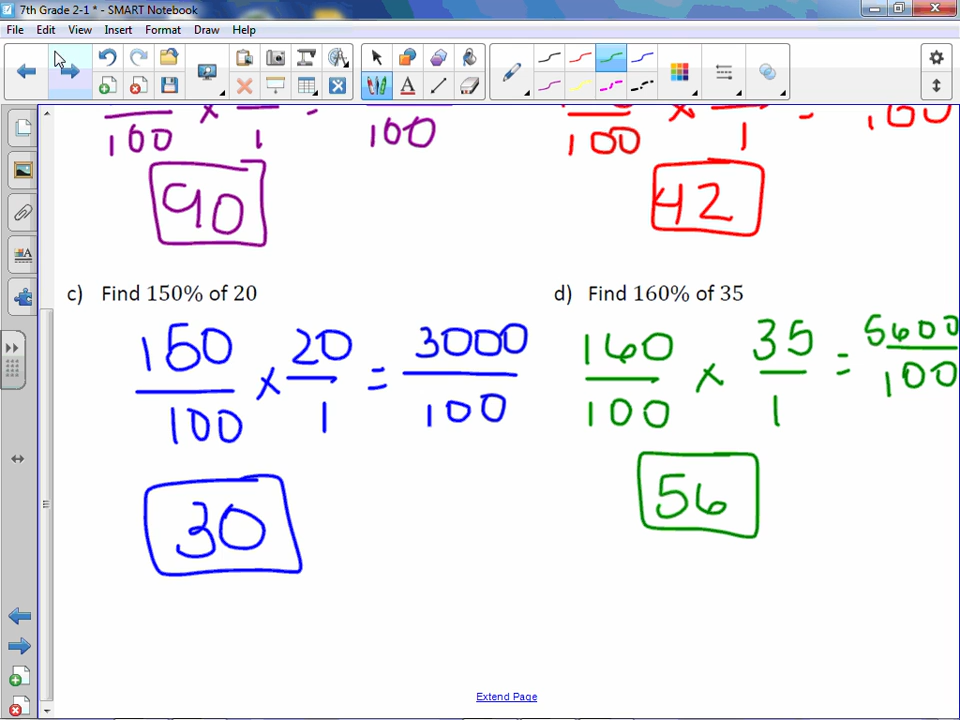 7th Grade 2-1 * - SMART Notebook
File Edit View Insert Format Draw Help
100 × 1 = 100
100 × 1 = 100
90
42
c) Find 150% of 20
d) Find 160% of 35
150 20 3000
100 × 1 = 100
160 35 5600
100 × 1 = 100
30
56
Extend Page